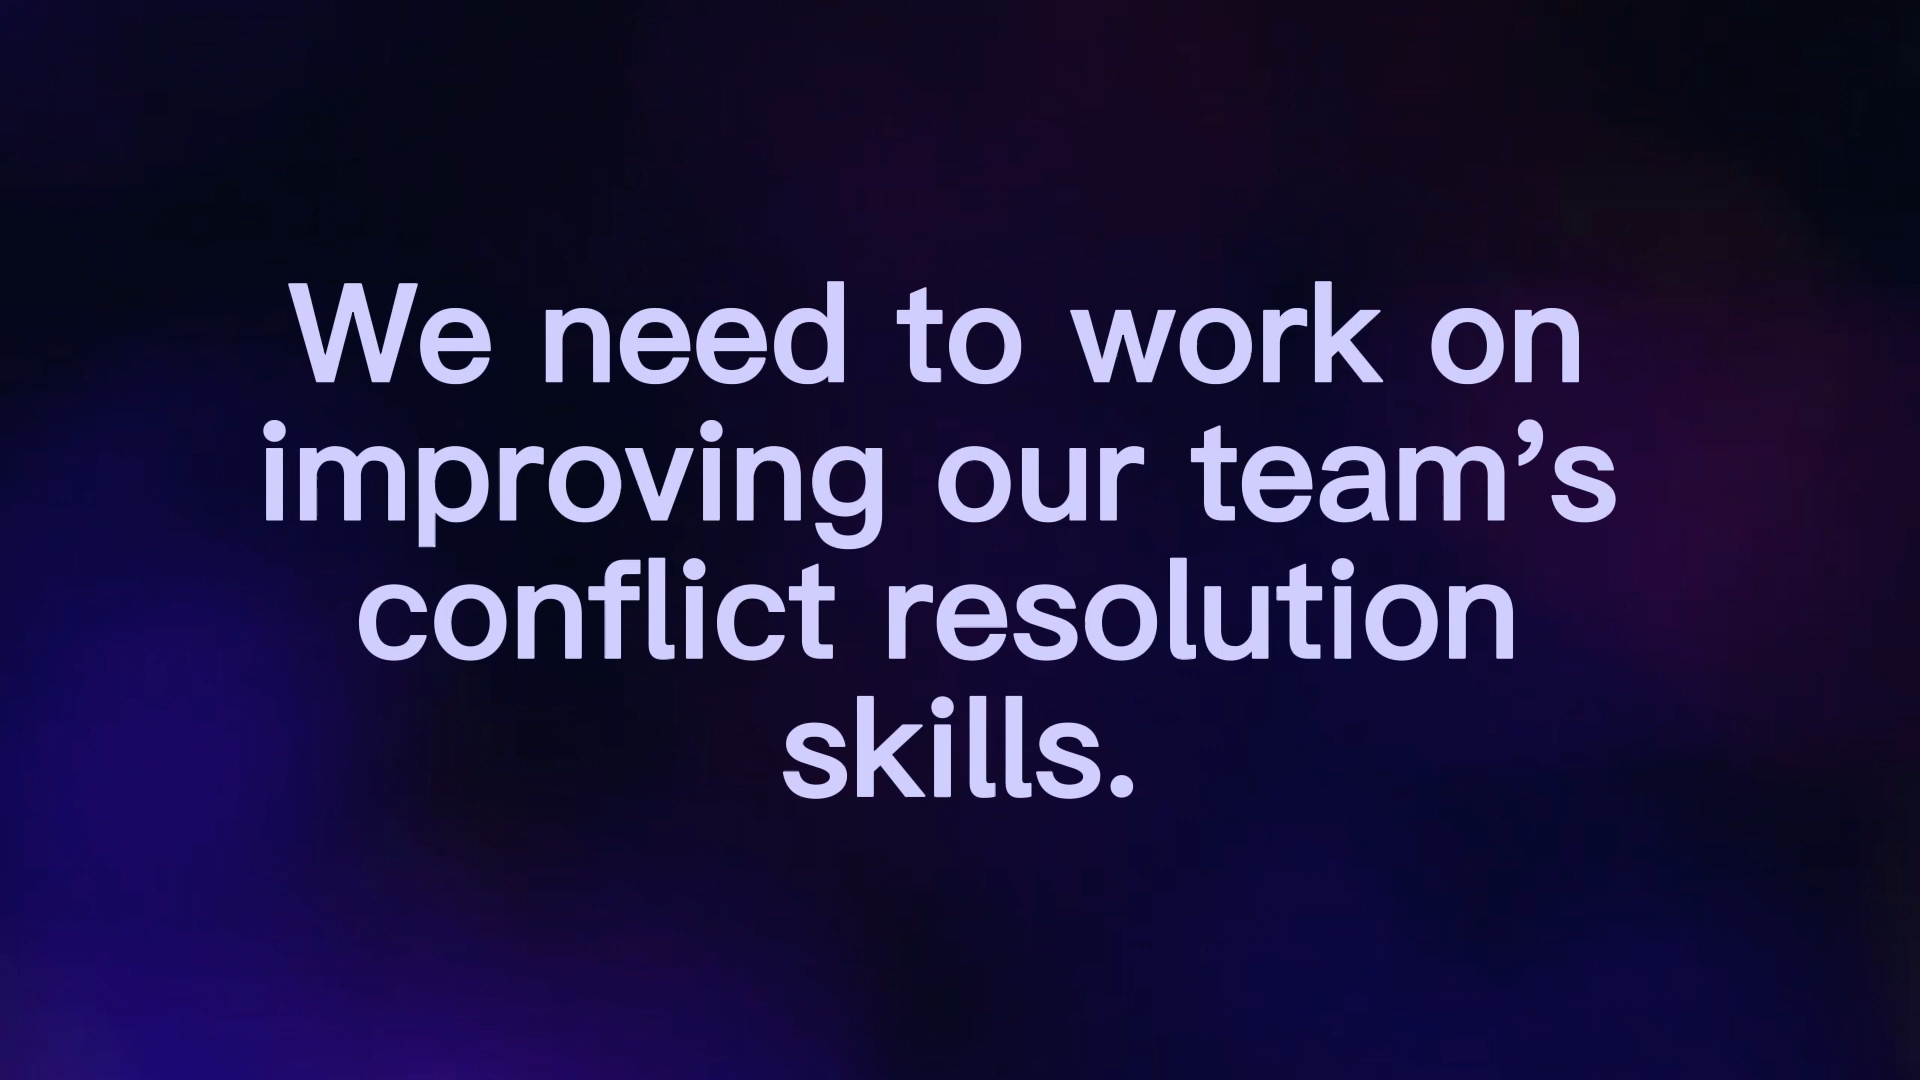 We need to work on
improving our team’s
conflict resolution
skills.